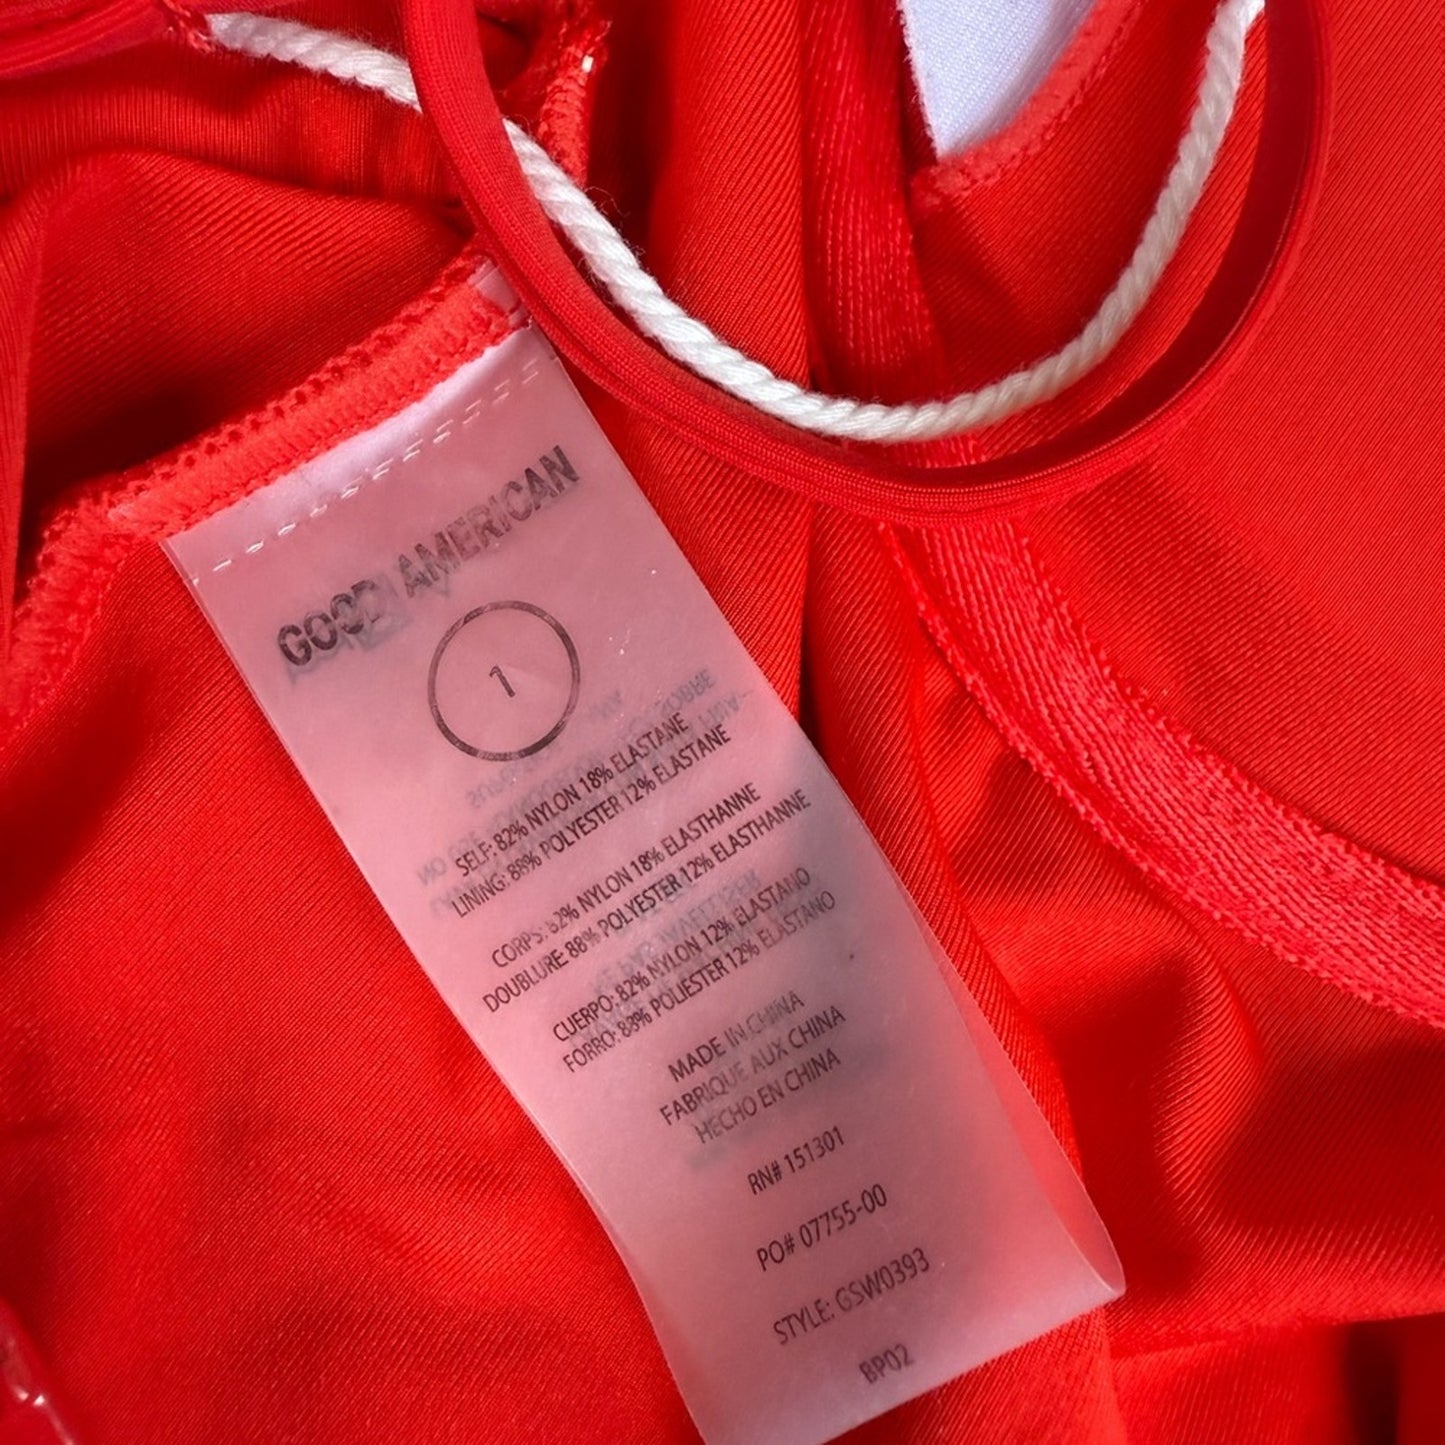 GOOD AMERICAN
1
SELF: 82% NYLON 18% ELASTANE
LINING: 88% POLYESTER 12% ELASTANE
CORPS: 82% NYLON 18% ELASTHANNE
DOUBLURE: 88% POLYESTER 12% ELASTHANNE
CUERPO: 82% NYLON 12% ELASTANO
FORRO: 88% POLIESTER 12% ELASTANO
MADE IN CHINA
FABRIQUE AUX CHINA
HECHO EN CHINA
RN# 151301
PO# 07755-00
STYLE: GSW0393
BP02